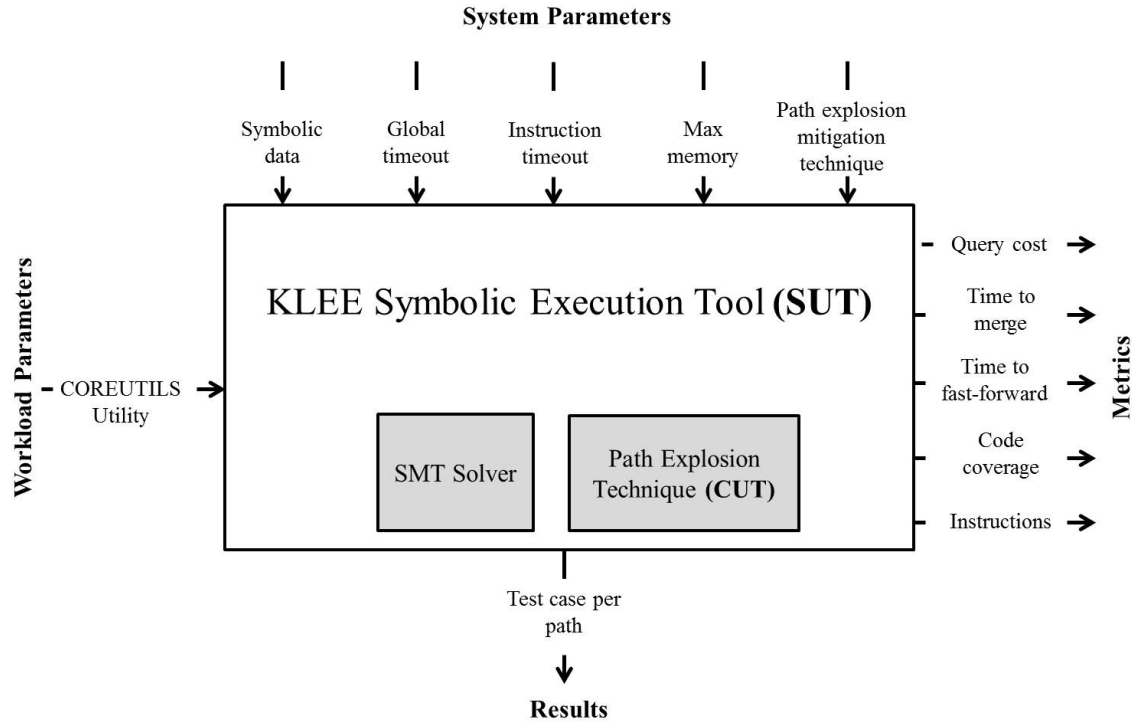 System Parameters
Symbolic
data
Global
timeout
Instruction
timeout
Max
memory
Path explosion
mitigation
technique
Workload Parameters
COREUTILS
Utility
KLEE Symbolic Execution Tool (SUT)
SMT Solver
Path Explosion
Technique (CUT)
Query cost
Time to
merge
Time to
fast-forward
Code
coverage
Instructions
Metrics
Test case per
path
Results